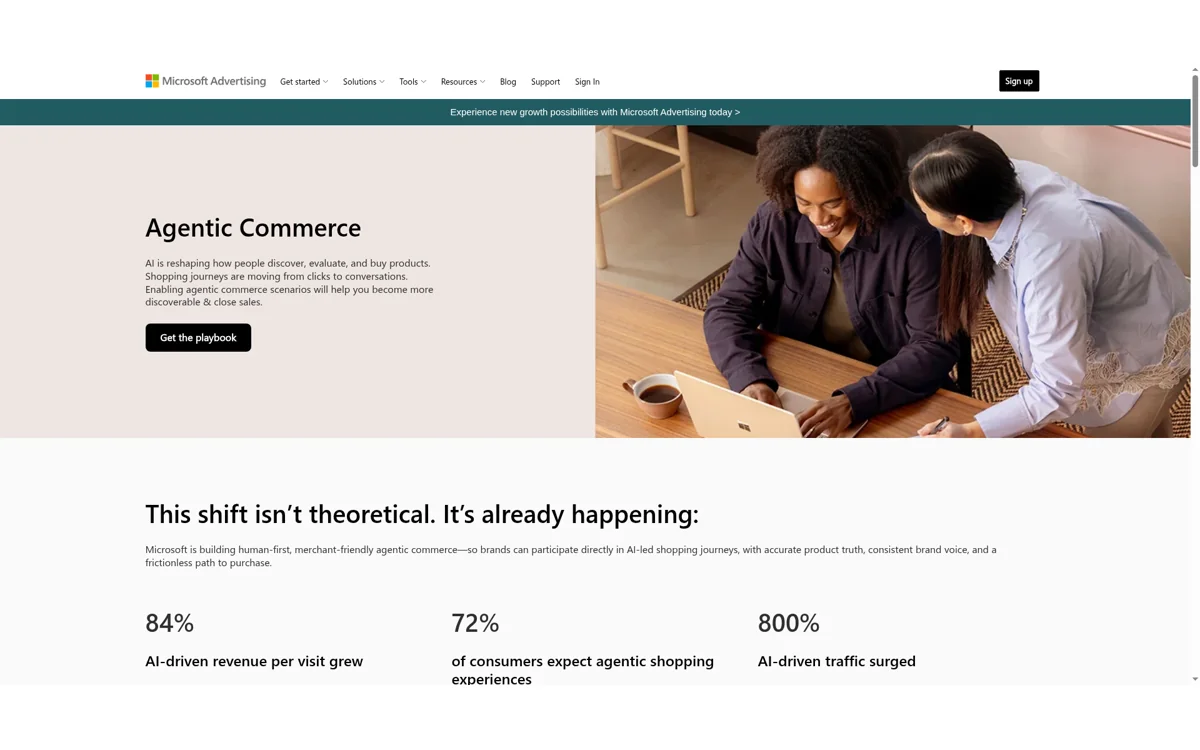 Microsoft Advertising Get started Solutions Tools Resources Blog Support Sign In Sign up
Experience new growth possibilities with Microsoft Advertising today >
Agentic Commerce
AI is reshaping how people discover, evaluate, and buy products.
Shopping journeys are moving from clicks to conversations.
Enabling agentic commerce scenarios will help you become more
discoverable & close sales.
Get the playbook
This shift isn’t theoretical. It’s already happening:
Microsoft is building human-first, merchant-friendly agentic commerce—so brands can participate directly in AI-led shopping journeys, with accurate product truth, consistent brand voice, and a
frictionless path to purchase.
84% 72% 800%
AI-driven revenue per visit grew of consumers expect agentic shopping AI-driven traffic surged
experiences